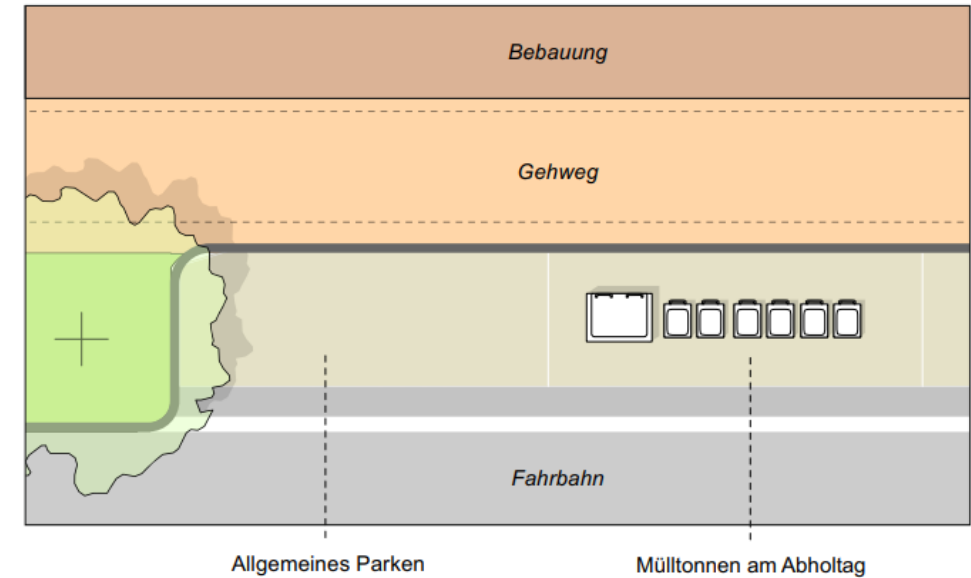 Bebauung
Gehweg
Fahrbahn
Allgemeines Parken
Mülltonnen am Abholtag